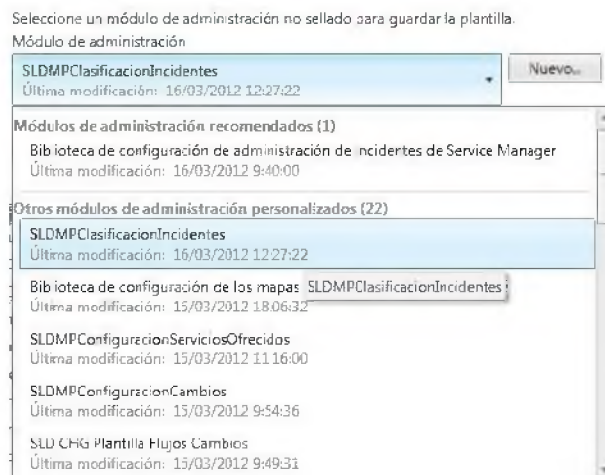 Seleccione un módulo de administración no sellado para guardar la plantilla.
Módulo de administración
SLDMPClasificacionIncidentes
Última modificación: 16/03/2012 12:27:22
Nuevo...
Módulos de administración recomendados (1)
Biblioteca de configuración de administración de incidentes de Service Manager
Última modificación: 16/03/2012 9:40:00
Otros módulos de administración personalizados (22)
SLDMPClasificacionIncidentes
Última modificación: 16/03/2012 12:27:22
Biblioteca de configuración de los mapas SLDMPClasificacionIncidentes
Última modificación: 15/03/2012 18:06:32
SLDMPConfiguracionServiciosOfrecidos
Última modificación: 15/03/2012 11:16:00
SLDMPConfiguracionCambios
Última modificación: 15/03/2012 9:54:36
SLD CHG Plantilla Flujos Cambios
Última modificación: 15/03/2012 9:49:31